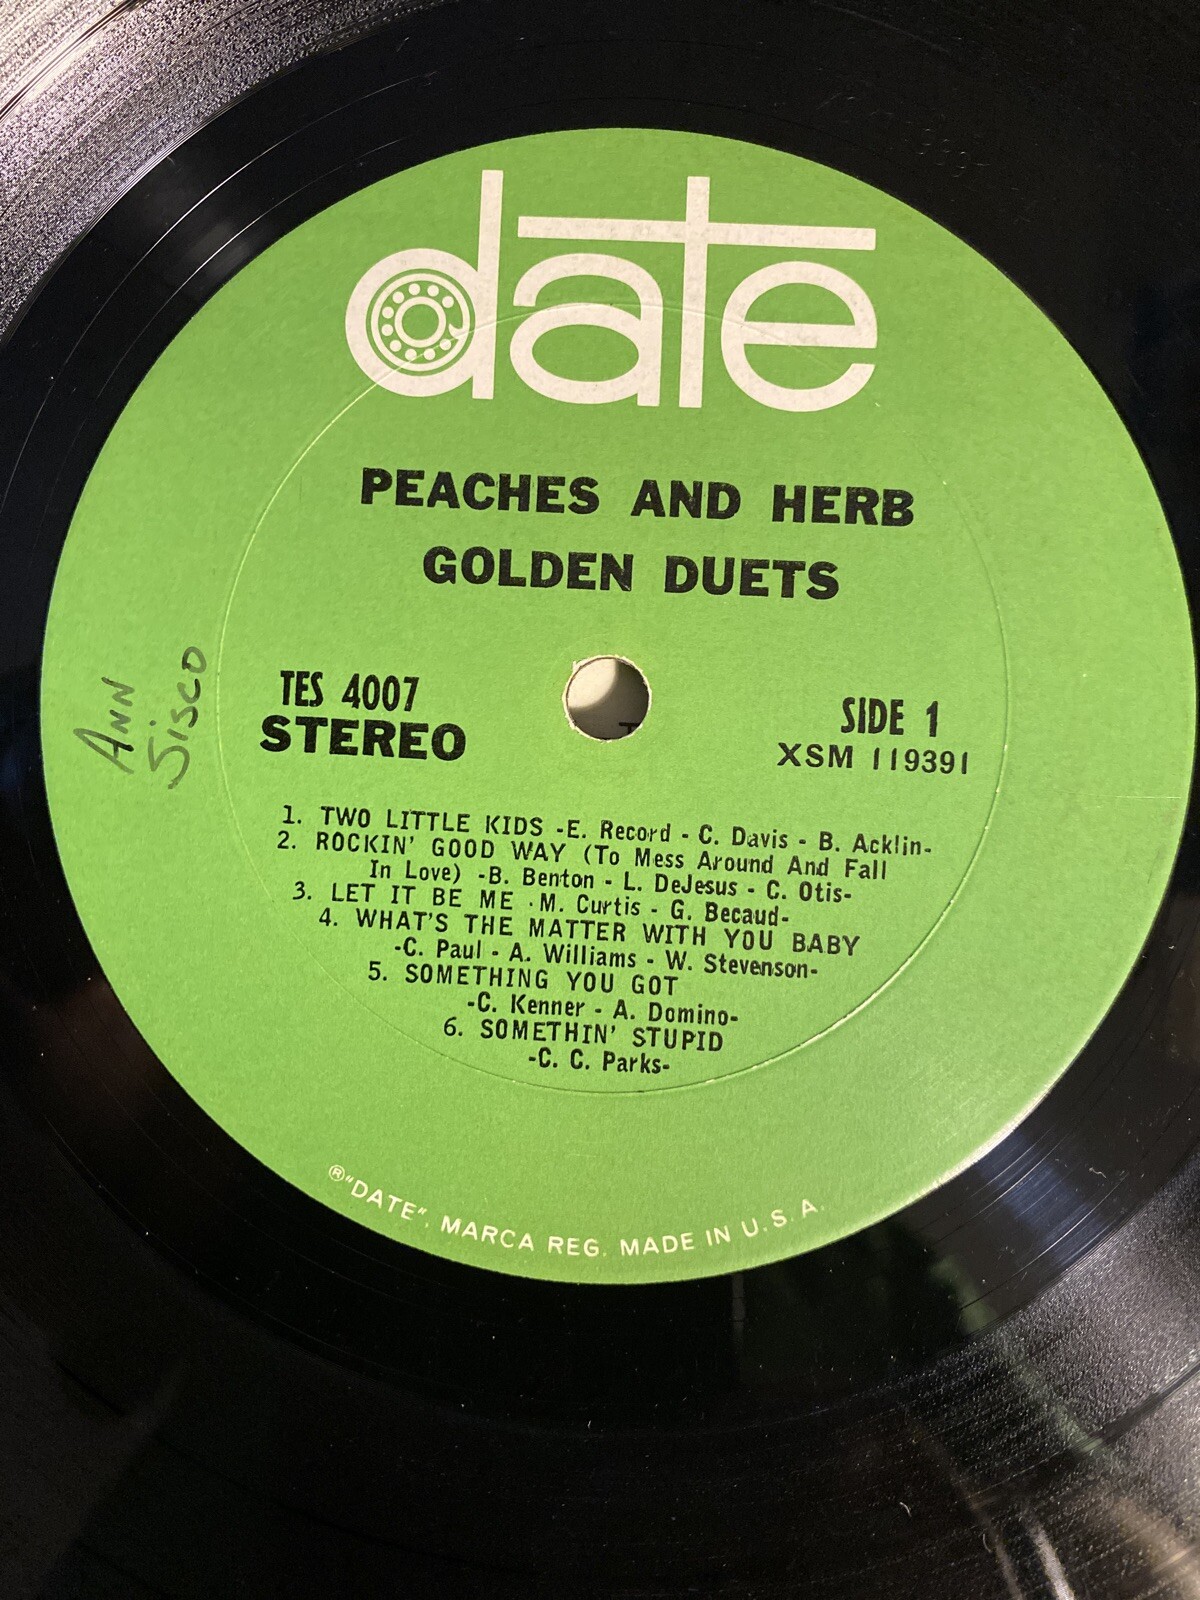 date
PEACHES AND HERB
GOLDEN DUETS
ANN
SISCO
TES 4007
STEREO
SIDE 1
XSM 119391
1. TWO LITTLE KIDS -E. Record - C. Davis - B. Acklin-
2. ROCKIN' GOOD WAY (To Mess Around And Fall
In Love) -B. Benton - L. DeJesus - C. Otis-
3. LET IT BE ME -M. Curtis - G. Becaud-
4. WHAT'S THE MATTER WITH YOU BABY
-C. Paul - A. Williams - W. Stevenson-
5. SOMETHING YOU GOT
-C. Kenner - A. Domino-
6. SOMETHIN' STUPID
-C. C. Parks-
®"DATE", MARCA REG. MADE IN U.S.A.